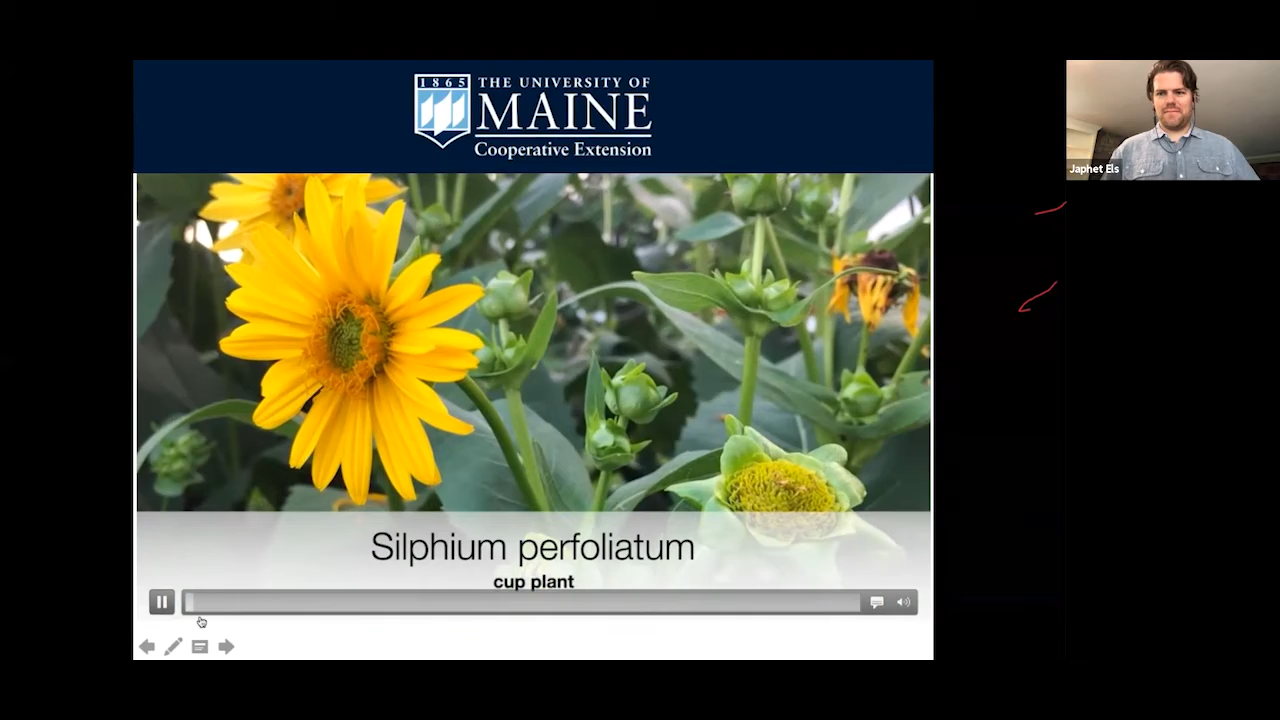 1865
THE UNIVERSITY OF
MAINE
Cooperative Extension
Japhet Els
Silphium perfoliatum
cup plant